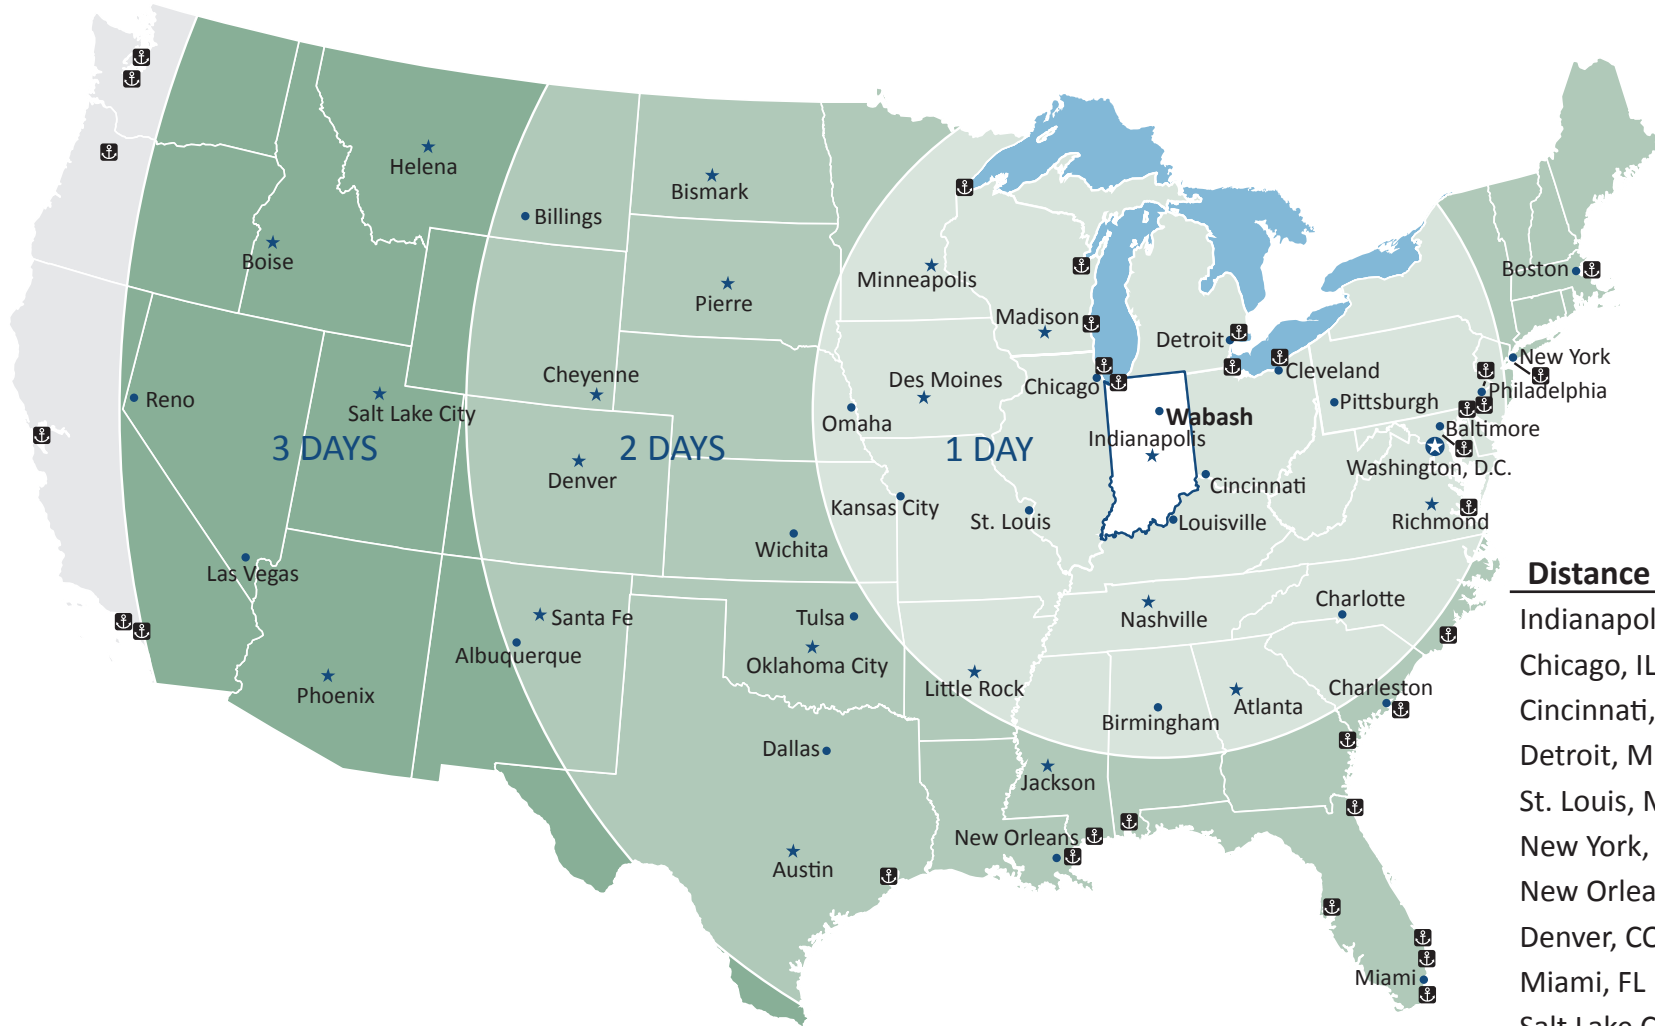 Helena
Bismark
Billings
Boise
Minneapolis
Boston
Pierre
Madison
Detroit
New York
Cheyenne
Des Moines
Chicago
Cleveland
Philadelphia
Reno
Salt Lake City
Omaha
Wabash
Pittsburgh
Baltimore
3 DAYS
2 DAYS
1 DAY
Indianapolis
Washington, D.C.
Denver
Kansas City
St. Louis
Cincinnati
Louisville
Richmond
Wichita
Las Vegas
Santa Fe
Tulsa
Nashville
Charlotte
Albuquerque
Oklahoma City
Phoenix
Little Rock
Charleston
Birmingham
Atlanta
Dallas
Jackson
New Orleans
Austin
Miami
Distance
Indianapol
Chicago, IL
Cincinnati,
Detroit, M
St. Louis, M
New York,
New Orlea
Denver, CO
Miami, FL
Salt Lake C